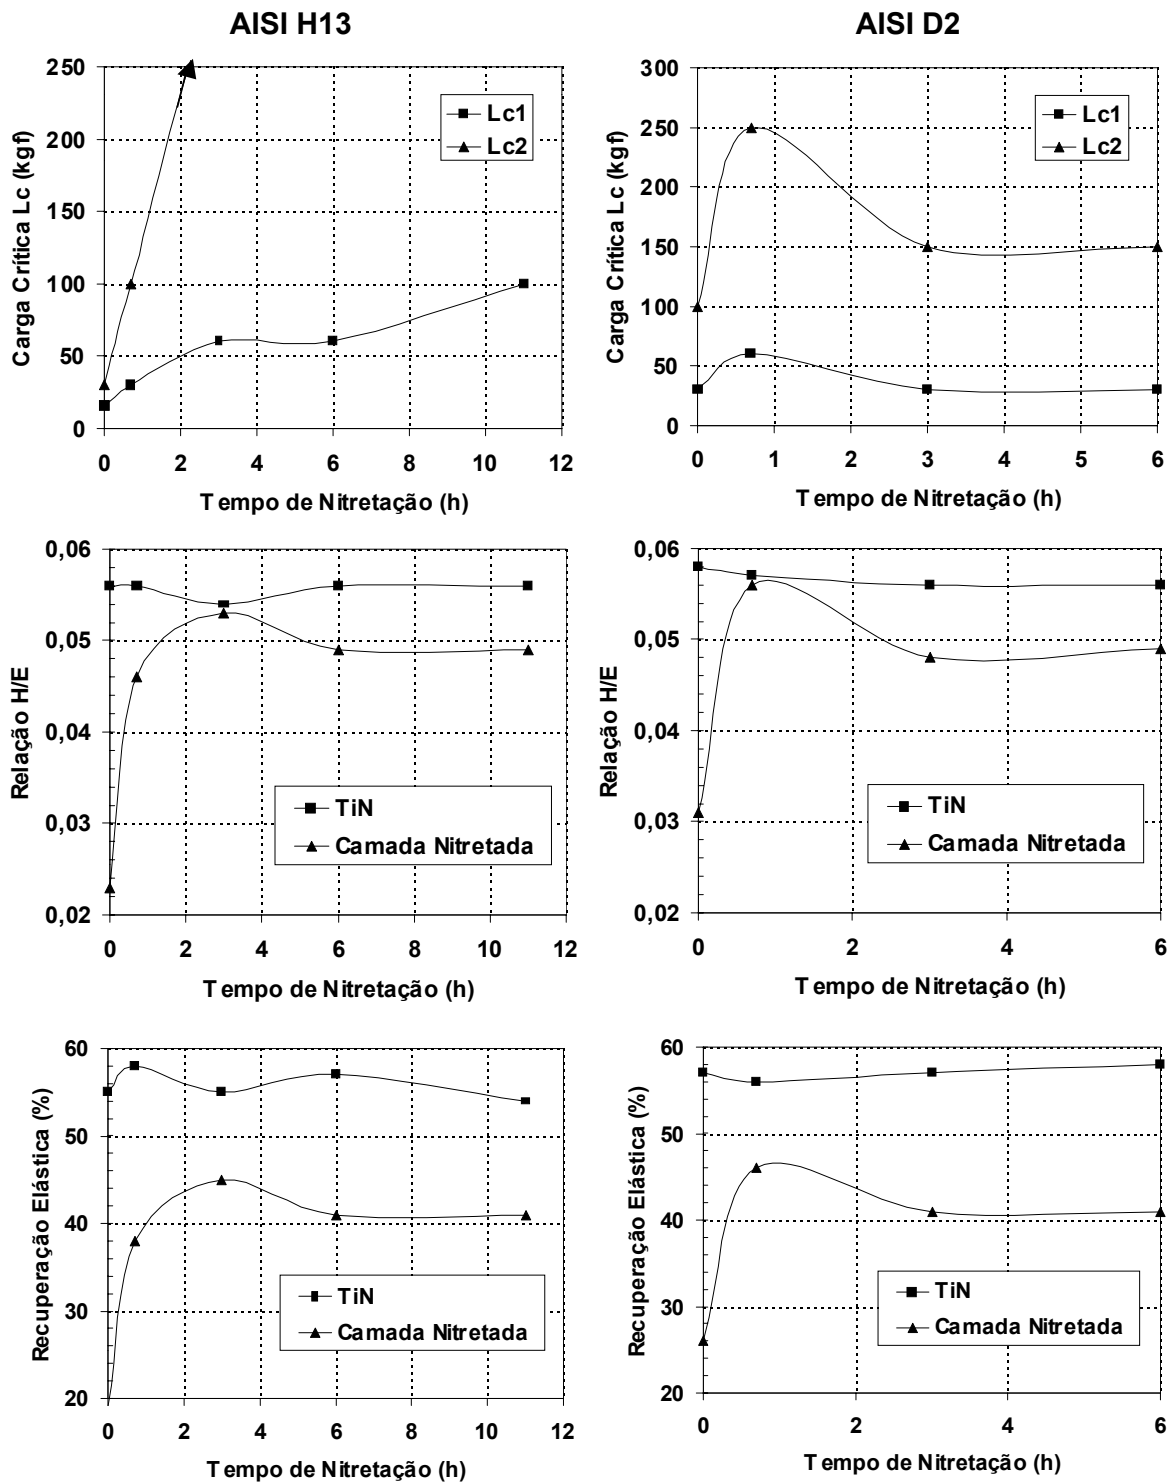 AISI H13
AISI D2
250
200
150
100
50
0
0 2 4 6 8 10 12
Carga Crítica Lc (kgf)
Tempo de Nitretação (h)
Lc1
Lc2
300
250
200
150
100
50
0
0 1 2 3 4 5 6
Carga Crítica Lc (kgf)
Tempo de Nitretação (h)
Lc1
Lc2
0,06
0,05
0,04
0,03
0,02
0 2 4 6 8 10 12
Relação H/E
Tempo de Nitretação (h)
TiN
Camada Nitretada
0,06
0,05
0,04
0,03
0,02
0 2 4 6
Relação H/E
Tempo de Nitretação (h)
TiN
Camada Nitretada
60
50
40
30
20
0 2 4 6 8 10 12
Recuperação Elástica (%)
Tempo de Nitretação (h)
TiN
Camada Nitretada
60
50
40
30
20
0 2 4 6
Recuperação Elástica (%)
Tempo de Nitretação (h)
TiN
Camada Nitretada